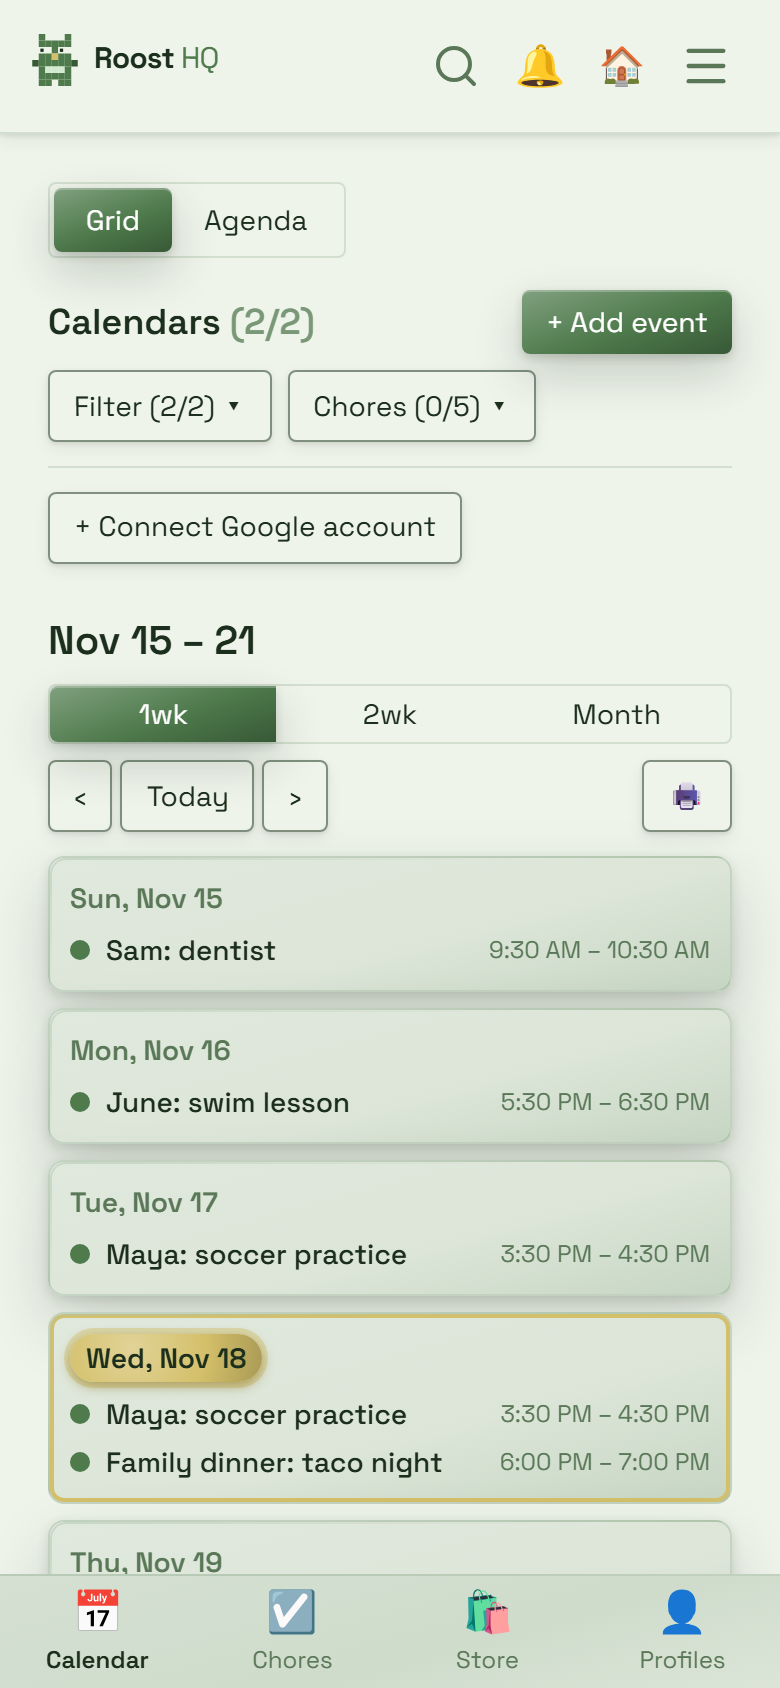 Roost HQ
Grid Agenda
Calendars (2/2) + Add event
Filter (2/2) ▼ Chores (0/5) ▼
+ Connect Google account
Nov 15 – 21
1wk 2wk Month
< Today >
Sun, Nov 15
Sam: dentist 9:30 AM – 10:30 AM
Mon, Nov 16
June: swim lesson 5:30 PM – 6:30 PM
Tue, Nov 17
Maya: soccer practice 3:30 PM – 4:30 PM
Wed, Nov 18
Maya: soccer practice 3:30 PM – 4:30 PM
Family dinner: taco night 6:00 PM – 7:00 PM
Thu, Nov 19
July
17
Calendar Chores Store Profiles